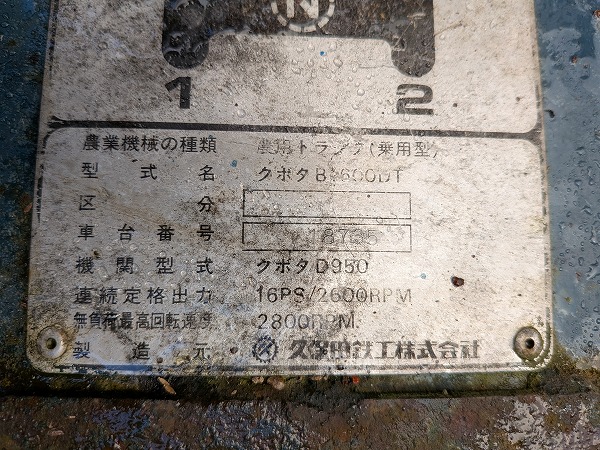 N
1 2
農業機械の種類 農用トラクタ(乗用型)
型式名 クボタB1600DT
区分
車台番号
機関型式 クボタD950
連続定格出力 16PS/2600RPM
無負荷最高回転速度 2800RPM
製造元 久保田鉄工株式会社